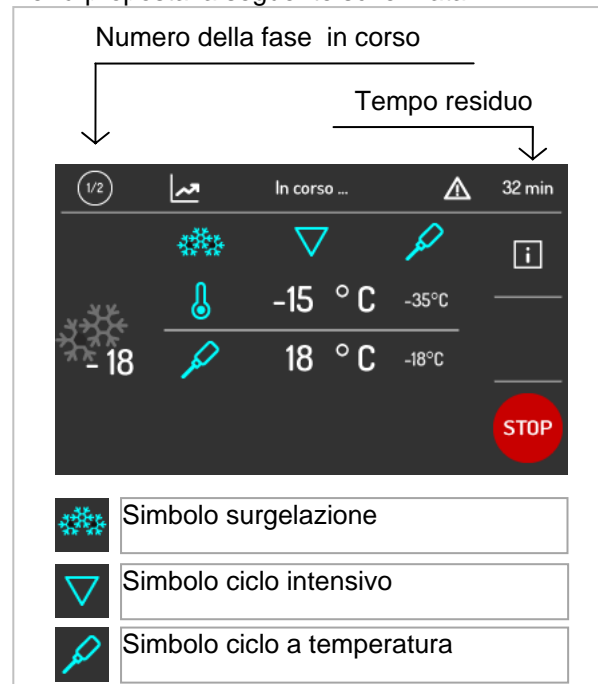 Numero della fase in corso
Tempo residuo
1/2 In corso ... 32 min
i
-15 °C -35°C
-18
18 °C -18°C
STOP
Simbolo surgelazione
Simbolo ciclo intensivo
Simbolo ciclo a temperatura